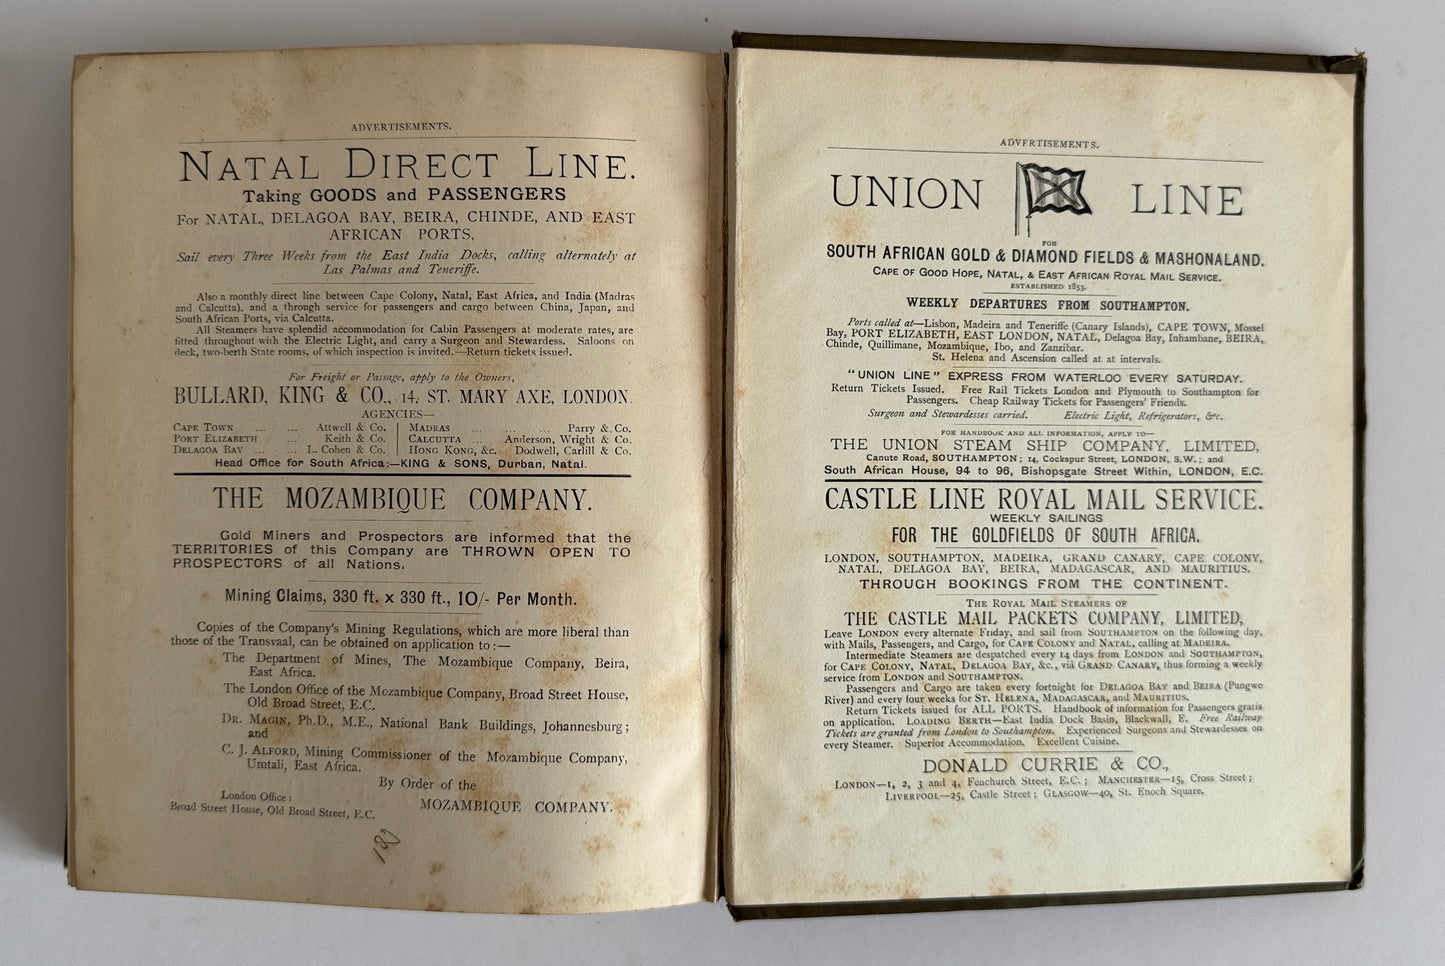 ADVERTISEMENTS.
NATAL DIRECT LINE.
Taking GOODS and PASSENGERS
For NATAL, DELAGOA BAY, BEIRA, CHINDE, AND EAST
AFRICAN PORTS,
Sail every Three Weeks from the East India Docks, calling alternately at
Las Palmas and Teneriffe.
Also a monthly direct line between Cape Colony, Natal, East Africa, and India (Madras
and Calcutta), and a through service for passengers and cargo between China, Japan, and
South African Ports, via Calcutta.
All Steamers have splendid accommodation for Cabin Passengers at moderate rates, are
fitted throughout with the Electric Light, and carry a Surgeon and Stewardess. Saloons on
deck, two-berth State rooms, of which inspection is invited.—Return tickets issued.
For Freight or Passage, apply to the Owners,
BULLARD, KING & CO., 14, ST. MARY AXE, LONDON.
AGENCIES—
CAPE TOWN ... ... Attwell & Co. MADRAS ... ... ... Parry & Co.
PORT ELIZABETH ... Keith & Co. CALCUTTA ... Anderson, Wright & Co.
DELAGOA BAY ... ... L. Cohen & Co. HONG KONG, &c. Dodwell, Carlill & Co.
Head Office for South Africa:—KING & SONS, Durban, Natal.
THE MOZAMBIQUE COMPANY.
Gold Miners and Prospectors are informed that the
TERRITORIES of this Company are THROWN OPEN TO
PROSPECTORS of all Nations.
Mining Claims, 330 ft. x 330 ft., 10/- Per Month.
Copies of the Company's Mining Regulations, which are more liberal than
those of the Transvaal, can be obtained on application to:—
The Department of Mines, The Mozambique Company, Beira,
East Africa.
The London Office of the Mozambique Company, Broad Street House,
Old Broad Street, E.C.
DR. MAGIN, Ph.D., M.E., National Bank Buildings, Johannesburg;
and
C. J. ALFORD, Mining Commissioner of the Mozambique Company,
Umtali, East Africa.
By Order of the
MOZAMBIQUE COMPANY.
London Office:
Broad Street House, Old Broad Street, E.C.
ADVERTISEMENTS.
UNION LINE
FOR
SOUTH AFRICAN GOLD & DIAMOND FIELDS & MASHONALAND.
CAPE OF GOOD HOPE, NATAL, & EAST AFRICAN ROYAL MAIL SERVICE.
ESTABLISHED 1853.
WEEKLY DEPARTURES FROM SOUTHAMPTON.
Ports called at—Lisbon, Madeira and Teneriffe (Canary Islands), CAPE TOWN, Mossel
Bay, PORT ELIZABETH, EAST LONDON, NATAL, Delagoa Bay, Inhambane, BEIRA,
Chinde, Quillimane, Mozambique, Ibo, and Zanzibar.
St. Helena and Ascension called at at intervals.
"UNION LINE" EXPRESS FROM WATERLOO EVERY SATURDAY.
Return Tickets Issued. Free Rail Tickets London and Plymouth to Southampton for
Passengers. Cheap Railway Tickets for Passengers' Friends.
Surgeon and Stewardesses carried. Electric Light, Refrigerators, &c.
FOR HANDBOOK AND ALL INFORMATION, APPLY TO—
THE UNION STEAM SHIP COMPANY, LIMITED,
Canute Road, SOUTHAMPTON; 14, Cockspur Street, LONDON, S.W.; and
South African House, 94 to 96, Bishopsgate Street Within, LONDON, E.C.
CASTLE LINE ROYAL MAIL SERVICE.
WEEKLY SAILINGS
FOR THE GOLDFIELDS OF SOUTH AFRICA.
LONDON, SOUTHAMPTON, MADEIRA, GRAND CANARY, CAPE COLONY,
NATAL, DELAGOA BAY, BEIRA, MADAGASCAR, AND MAURITIUS.
THROUGH BOOKINGS FROM THE CONTINENT.
THE ROYAL MAIL STEAMERS OF
THE CASTLE MAIL PACKETS COMPANY, LIMITED,
Leave LONDON every alternate Friday, and sail from SOUTHAMPTON on the following day,
with Mails, Passengers, and Cargo, for CAPE COLONY and NATAL, calling at MADEIRA.
Intermediate Steamers are despatched every 14 days from LONDON and SOUTHAMPTON,
for CAPE COLONY, NATAL, DELAGOA BAY, &c., viâ GRAND CANARY, thus forming a weekly
service from LONDON and SOUTHAMPTON.
Passengers and Cargo are taken every fortnight for DELAGOA BAY and BEIRA (Pungwe
River) and every four weeks for ST. HELENA, MADAGASCAR, and MAURITIUS.
Return Tickets issued for ALL PORTS. Handbook of information for Passengers gratis
on application. LOADING BERTH—East India Dock Basin, Blackwall, E. Free Railway
Tickets are granted from London to Southampton. Experienced Surgeons and Stewardesses on
every Steamer. Superior Accommodation. Excellent Cuisine.
DONALD CURRIE & CO.,
LONDON—1, 2, 3 and 4, Fenchurch Street, E.C.; MANCHESTER—15, Cross Street;
LIVERPOOL—25, Castle Street; GLASGOW—40, St. Enoch Square.